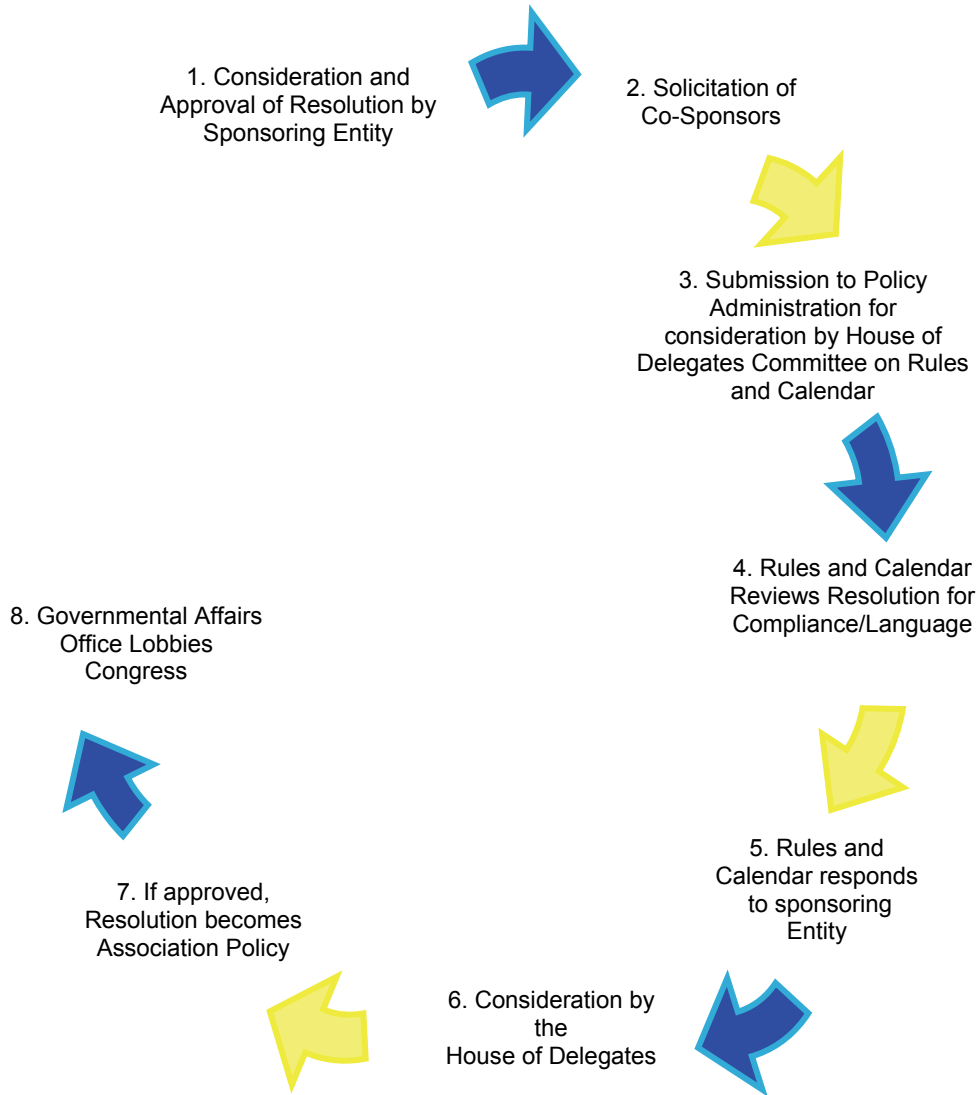 1. Consideration and
Approval of Resolution by
Sponsoring Entity
2. Solicitation of
Co-Sponsors
3. Submission to Policy
Administration for
consideration by House of
Delegates Committee on Rules
and Calendar
4. Rules and Calendar
Reviews Resolution for
Compliance/Language
5. Rules and
Calendar responds
to sponsoring
Entity
6. Consideration by
the
House of Delegates
7. If approved,
Resolution becomes
Association Policy
8. Governmental Affairs
Office Lobbies
Congress